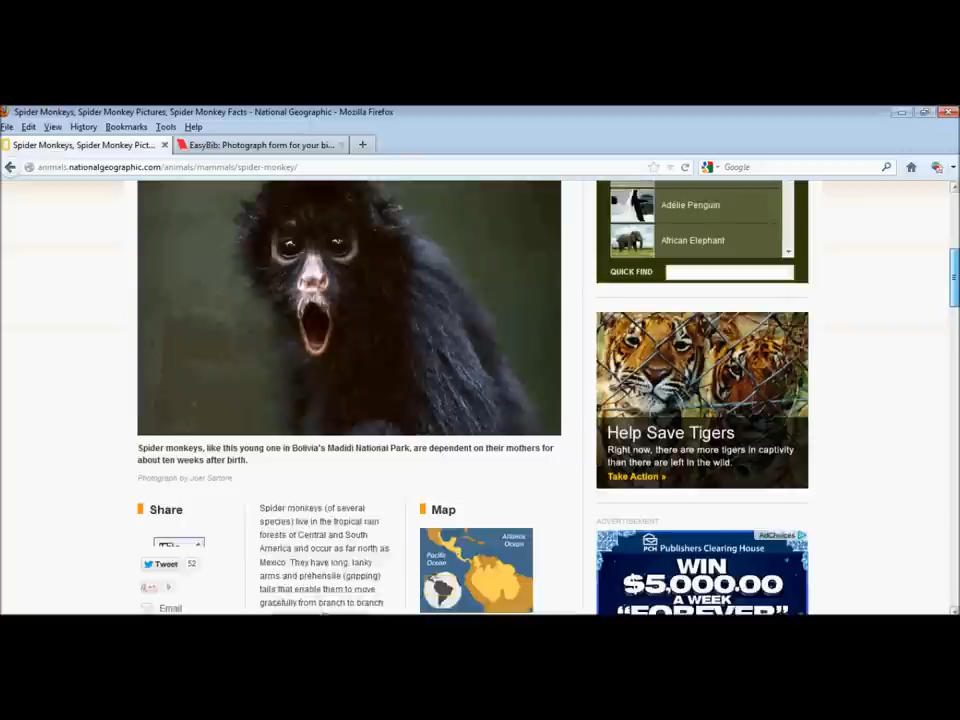 Spider Monkeys, Spider Monkey Pictures, Spider Monkey Facts - National Geographic - Mozilla Firefox
File Edit View History Bookmarks Tools Help
Spider Monkeys, Spider Monkey Pict...
EasyBib: Photograph form for your bi...
animals.nationalgeographic.com/animals/mammals/spider-monkey/
Google
Adélie Penguin
African Elephant
QUICK FIND
Help Save Tigers
Right now, there are more tigers in captivity
than there are left in the wild.
Take Action »
Spider monkeys, like this young one in Bolivia's Madidi National Park, are dependent on their mothers for
about ten weeks after birth.
Photograph by Joel Sartore
Share
Tweet 52
Email
Spider monkeys (of several
species) live in the tropical rain
forests of Central and South
America and occur as far north as
Mexico. They have long, lanky
arms and prehensile (gripping)
tails that enable them to move
gracefully from branch to branch
Map
Atlantic
Ocean
Pacific
Ocean
ADVERTISEMENT
AdChoices
PCH Publishers Clearing House
WIN
$5,000.00
A WEEK
"FOREVER"